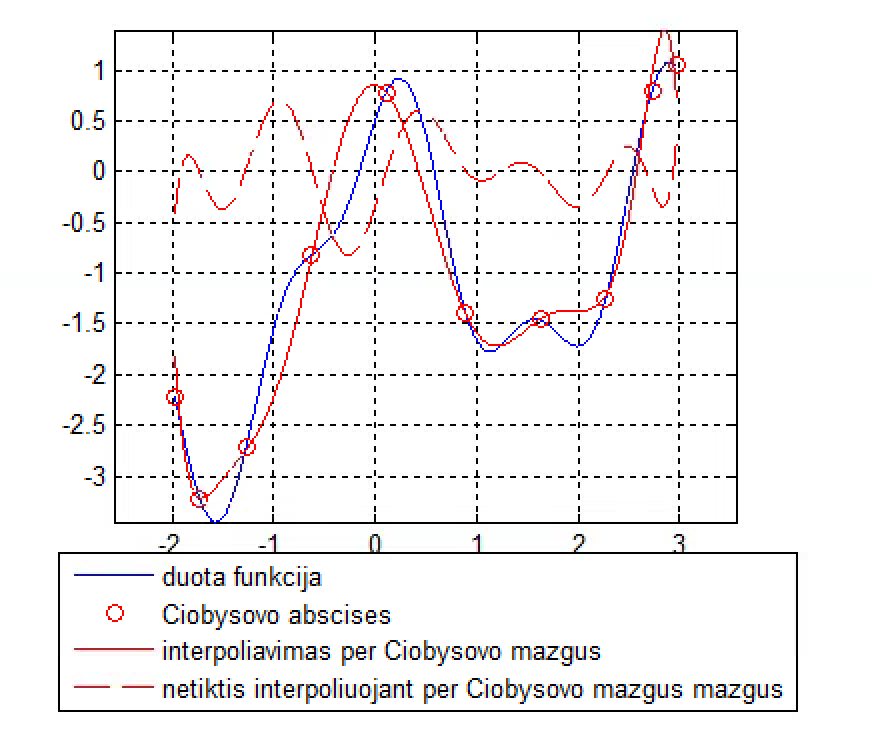 1
0.5
0
-0.5
-1
-1.5
-2
-2.5
-3
-2 -1 0 1 2 3
duota funkcija
Ciobysovo abscises
interpoliavimas per Ciobysovo mazgus
netiktis interpoliuojant per Ciobysovo mazgus mazgus